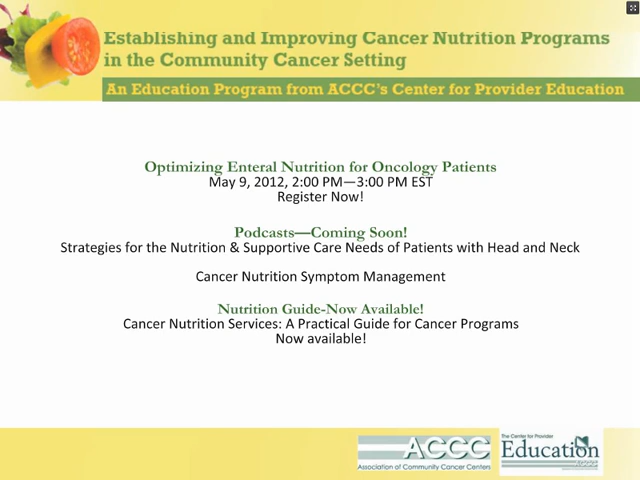 Establishing and Improving Cancer Nutrition Programs
in the Community Cancer Setting
An Education Program from ACCC's Center for Provider Education
Optimizing Enteral Nutrition for Oncology Patients
May 9, 2012, 2:00 PM—3:00 PM EST
Register Now!
Podcasts—Coming Soon!
Strategies for the Nutrition & Supportive Care Needs of Patients with Head and Neck
Cancer Nutrition Symptom Management
Nutrition Guide-Now Available!
Cancer Nutrition Services: A Practical Guide for Cancer Programs
Now available!
ACCC
Association of Community Cancer Centers
The Center for Provider
Education